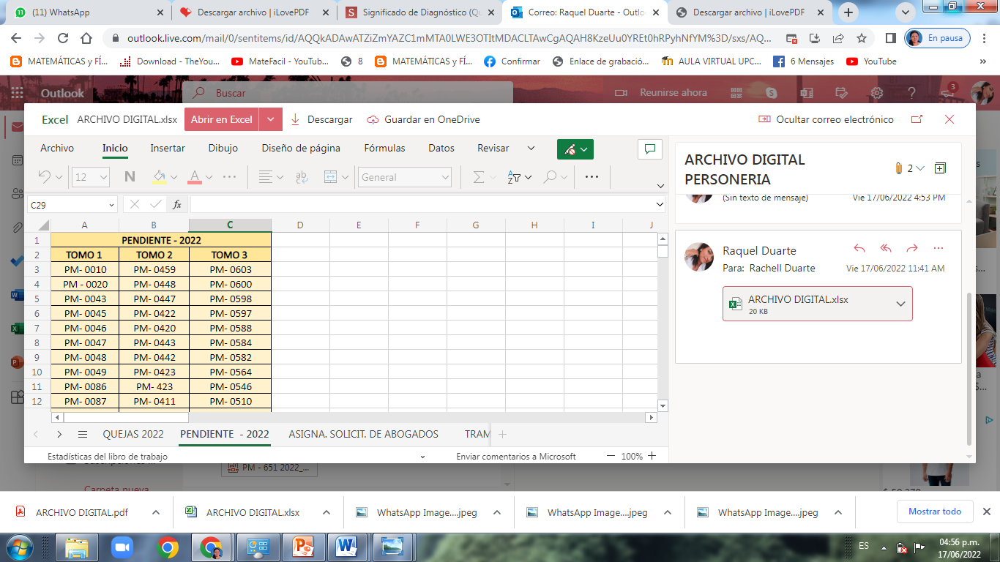 (11) WhatsApp
Descargar archivo | iLovePDF
Significado de Diagnóstico (Qu
Correo: Raquel Duarte - Outlo
Descargar archivo | iLovePDF
outlook.live.com/mail/0/sentitems/id/AQQkADAwATZiZmYAZC1mMTA0LWE3OTItMDACLTAwCgAQAH8KzeUu0YREt0hRPyhNfYM%3D/sxs/AQ...
En pausa
MATEMÁTICAS y FÍ...
Download - TheYou...
MateFacil - YouTub...
8
MATEMÁTICAS y FÍ...
Confirmar
Enlace de grabació...
AULA VIRTUAL UPC...
6 Mensajes
YouTube
»
Outlook
Buscar
Reunirse ahora
3
Excel
ARCHIVO DIGITAL.xlsx
Abrir en Excel
Descargar
Guardar en OneDrive
Ocultar correo electrónico
Archivo
Inicio
Insertar
Dibujo
Diseño de página
Fórmulas
Datos
Revisar
12
N
General
C29
fx
A B C D E F G H I J
1 PENDIENTE - 2022
2 TOMO 1 TOMO 2 TOMO 3
3 PM- 0010 PM- 0459 PM- 0603
4 PM - 0020 PM- 0448 PM- 0600
5 PM- 0043 PM- 0447 PM- 0598
6 PM- 0045 PM- 0422 PM- 0597
7 PM- 0046 PM- 0420 PM- 0588
8 PM- 0047 PM- 0443 PM- 0584
9 PM- 0048 PM- 0442 PM- 0582
10 PM- 0049 PM- 0423 PM- 0564
11 PM- 0086 PM- 423 PM- 0546
12 PM- 0087 PM- 0411 PM- 0510
QUEJAS 2022
PENDIENTE - 2022
ASIGNA. SOLICIT. DE ABOGADOS
TRAM
Estadísticas del libro de trabajo
Enviar comentarios a Microsoft
100%
ARCHIVO DIGITAL
PERSONERIA
2
(Sin texto de mensaje)
Vie 17/06/2022 4:53 PM
Raquel Duarte
Para: Rachell Duarte
Vie 17/06/2022 11:41 AM
ARCHIVO DIGITAL.xlsx
20 KB
PM - 651 2022_...
Carpeta nueva
ARCHIVO DIGITAL.pdf
ARCHIVO DIGITAL.xlsx
WhatsApp Image....jpeg
WhatsApp Image....jpeg
WhatsApp Image....jpeg
Mostrar todo
ES
04:56 p.m.
17/06/2022